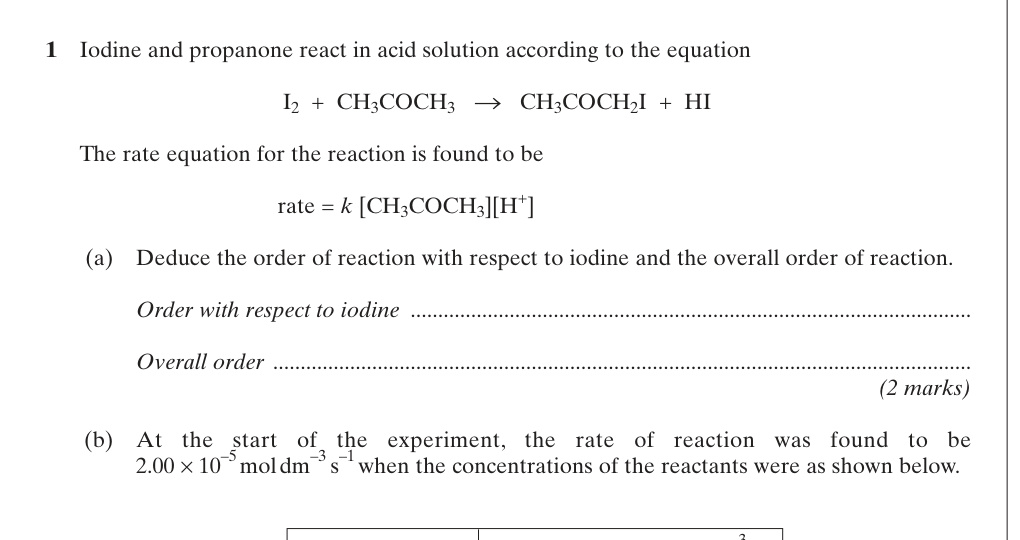 1 Iodine and propanone react in acid solution according to the equation
I₂ + CH₃COCH₃ → CH₃COCH₂I + HI
The rate equation for the reaction is found to be
rate = k [CH₃COCH₃][H⁺]
(a) Deduce the order of reaction with respect to iodine and the overall order of reaction.
Order with respect to iodine ......................................................................................................
Overall order ...............................................................................................................................
(2 marks)
(b) At the start of the experiment, the rate of reaction was found to be
2.00 × 10⁻⁵ mol dm⁻³ s⁻¹ when the concentrations of the reactants were as shown below.